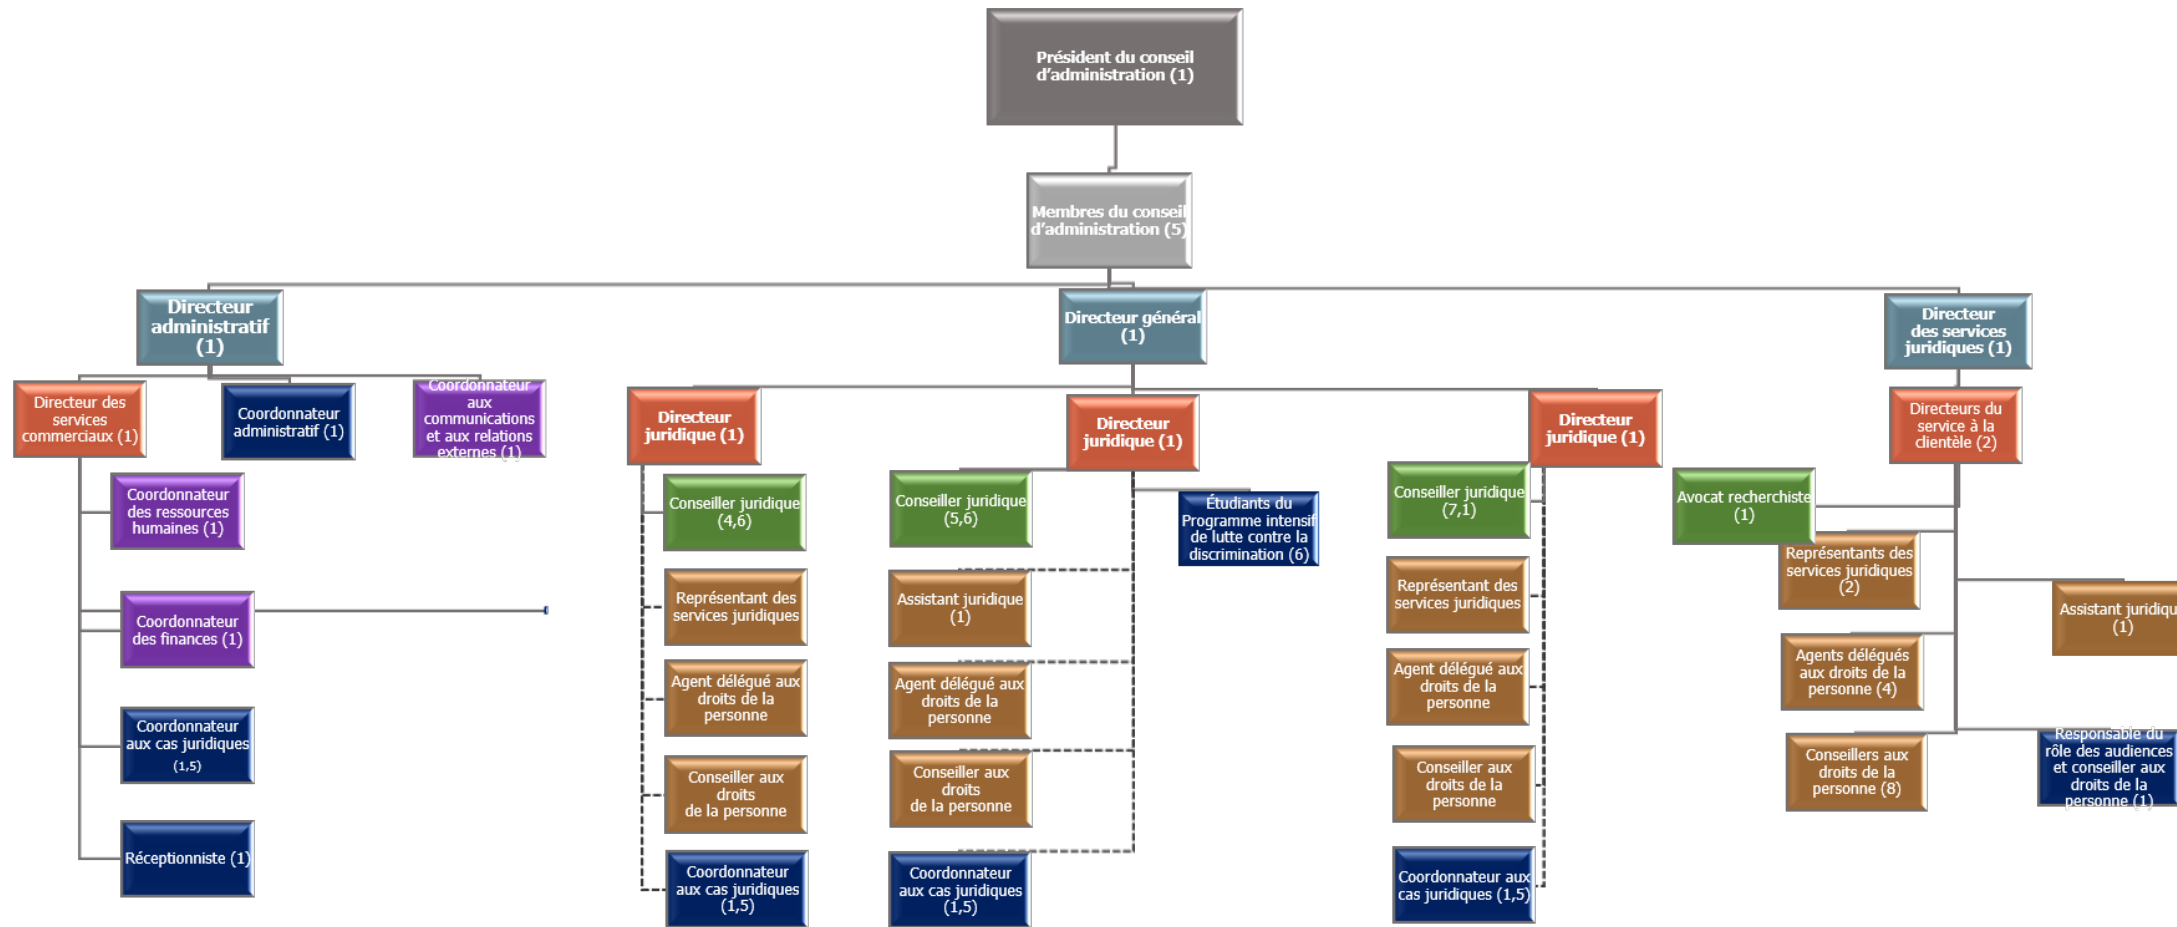 Président du conseil
d'administration (1)
Membres du conseil
d'administration (5)
Directeur
administratif
(1)
Directeur général
(1)
Directeur
des services
juridiques (1)
Directeur des
services
commerciaux (1)
Coordonnateur
administratif (1)
Coordonnateur
aux
communications
et aux relations
externes (1)
Coordonnateur
des ressources
humaines (1)
Coordonnateur
des finances (1)
Coordonnateur
aux cas juridiques
(1,5)
Réceptionniste (1)
Directeur
juridique (1)
Conseiller juridique
(4,6)
Représentant des
services juridiques
Agent délégué aux
droits de la
personne
Conseiller aux
droits
de la personne
Coordonnateur
aux cas juridiques
(1,5)
Directeur
juridique (1)
Conseiller juridique
(5,6)
Étudiants du
Programme intensif
de lutte contre la
discrimination (6)
Assistant juridique
(1)
Agent délégué aux
droits de la
personne
Conseiller aux
droits
de la personne
Coordonnateur
aux cas juridiques
(1,5)
Directeur
juridique (1)
Conseiller juridique
(7,1)
Représentant des
services juridiques
Agent délégué aux
droits de la
personne
Conseiller aux
droits de la
personne
Coordonnateur aux
cas juridiques (1,5)
Directeurs du
service à la
clientèle (2)
Avocat recherchiste
(1)
Représentants des
services juridiques
(2)
Assistant juridiqu
(1)
Agents délégués
aux droits de la
personne (4)
Conseillers aux
droits de la
personne (8)
Responsable du
rôle des audiences
et conseiller aux
droits de la
personne (1)